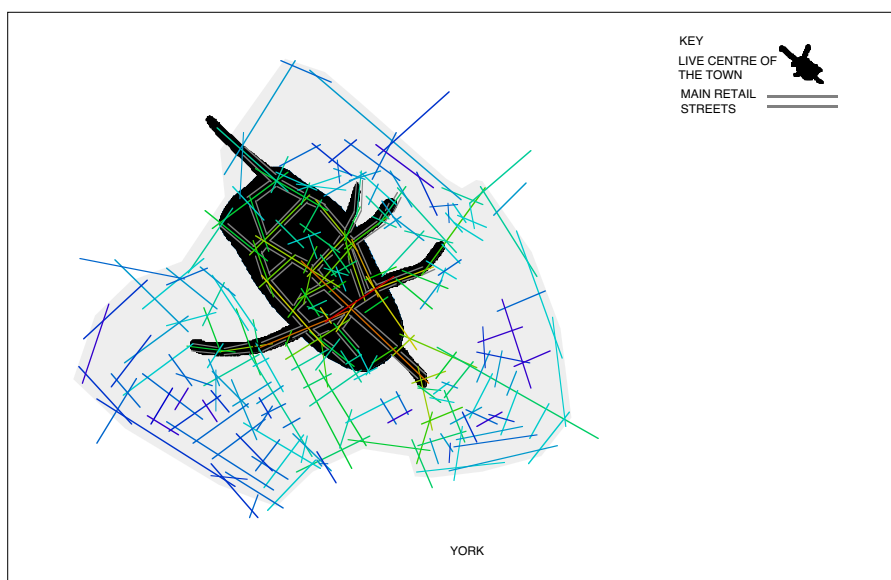 KEY
LIVE CENTRE OF
THE TOWN
MAIN RETAIL
STREETS
YORK